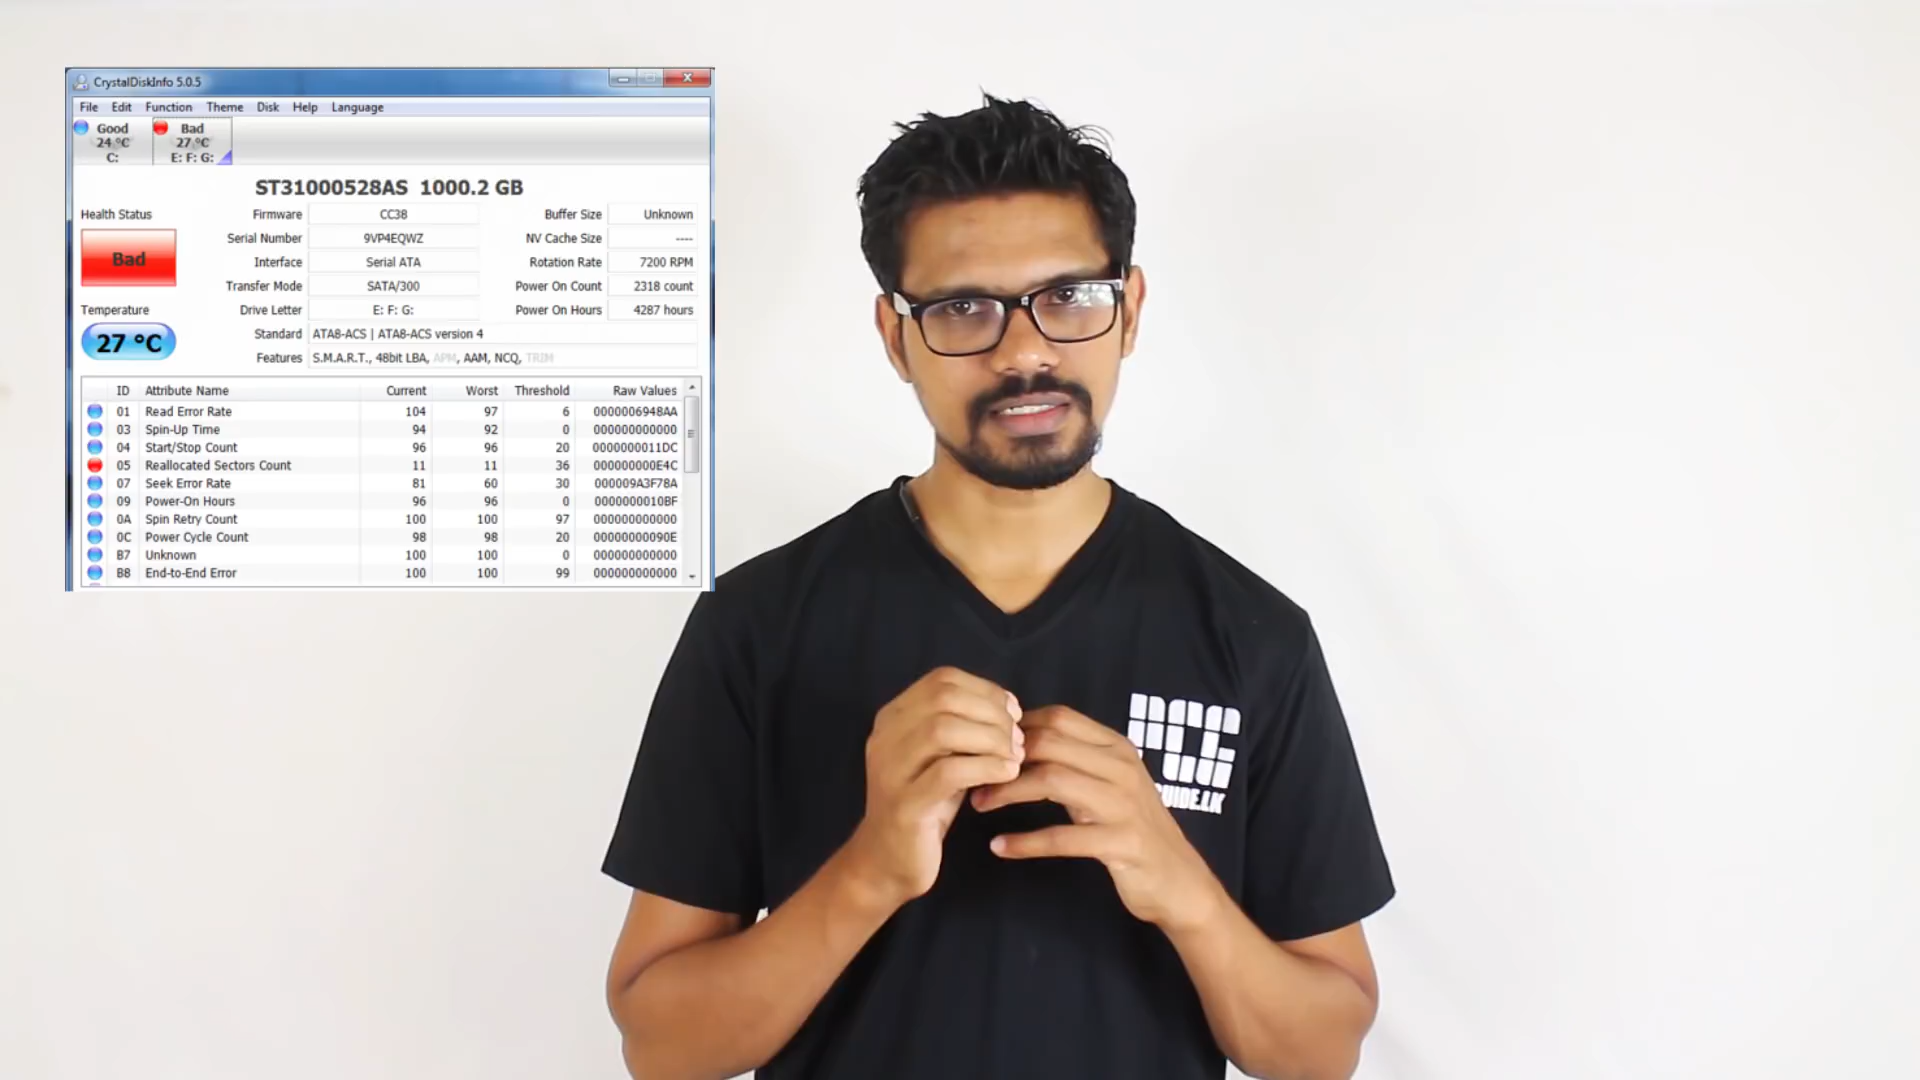 CrystalDiskInfo 5.0.5
File Edit Function Theme Disk Help Language
Good Bad
24 °C 27 °C
C: E: F: G:
ST31000528AS 1000.2 GB
Health Status Firmware CC38 Buffer Size Unknown
Serial Number 9VP4EQWZ NV Cache Size ----
Bad Interface Serial ATA Rotation Rate 7200 RPM
Transfer Mode SATA/300 Power On Count 2318 count
Temperature Drive Letter E: F: G: Power On Hours 4287 hours
27 °C Standard ATA8-ACS | ATA8-ACS version 4
Features S.M.A.R.T., 48bit LBA, APM, AAM, NCQ, TRIM
ID Attribute Name Current Worst Threshold Raw Values
01 Read Error Rate 104 97 6 0000006948AA
03 Spin-Up Time 94 92 0 000000000000
04 Start/Stop Count 96 96 20 0000000011DC
05 Reallocated Sectors Count 11 11 36 000000000E4C
07 Seek Error Rate 81 60 30 000009A3F78A
09 Power-On Hours 96 96 0 0000000010BF
0A Spin Retry Count 100 100 97 000000000000
0C Power Cycle Count 98 98 20 00000000090E
B7 Unknown 100 100 0 000000000000
B8 End-to-End Error 100 100 99 000000000000